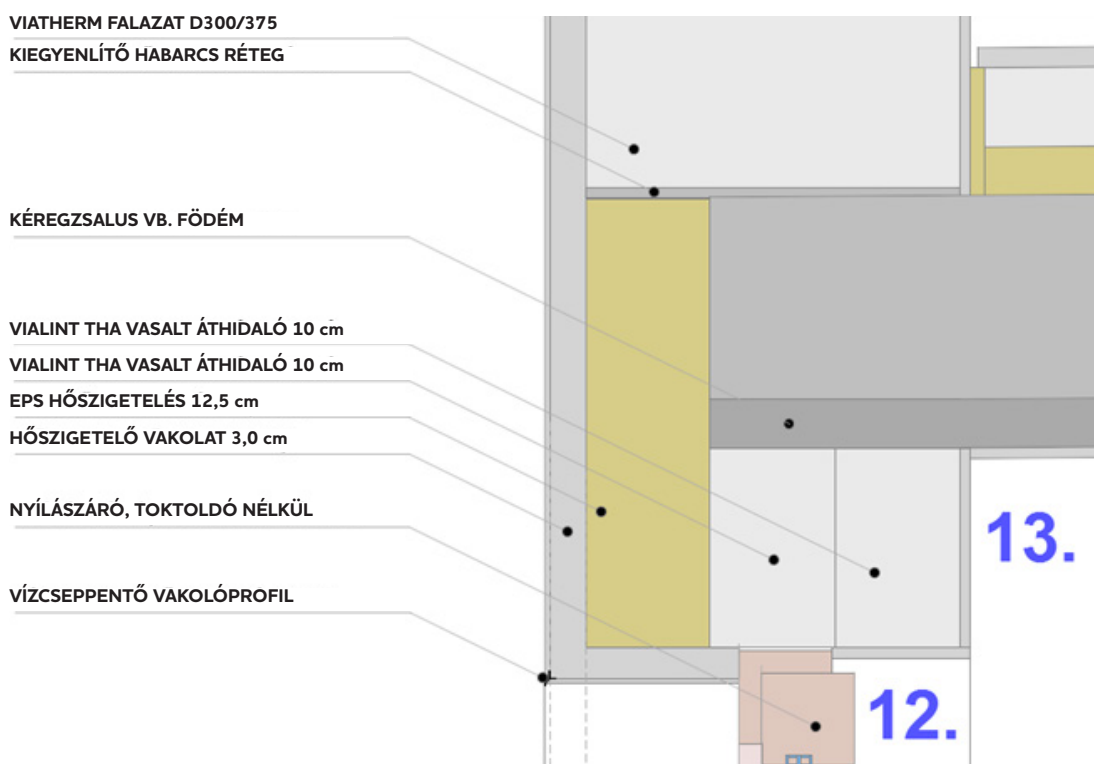 VIATHERM FALAZAT D300/375
KIEGYENLÍTŐ HABARCS RÉTEG
KÉREGZSALUS VB. FÖDÉM
VIALINT THA VASALT ÁTHIDALÓ 10 cm
VIALINT THA VASALT ÁTHIDALÓ 10 cm
EPS HŐSZIGETELÉS 12,5 cm
HŐSZIGETELŐ VAKOLAT 3,0 cm
NYÍLÁSZÁRÓ, TOKTOLDÓ NÉLKÜL
VÍZCSEPPENTŐ VAKOLÓPROFIL
13.
12.